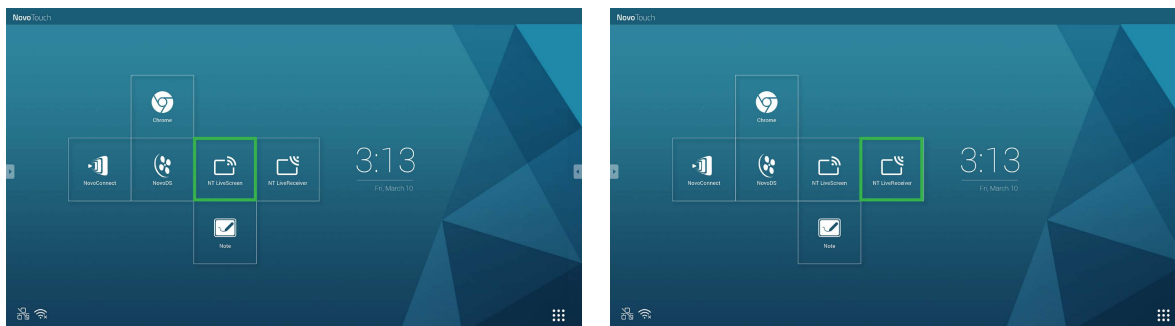 NovoTouch
Chrome
NovoConnect
NovoDS
NT LiveScreen
NT LiveReceiver
3:13
Fri, March 10
Note
NovoTouch
Chrome
NovoConnect
NovoDS
NT LiveScreen
NT LiveReceiver
3:13
Fri, March 10
Note